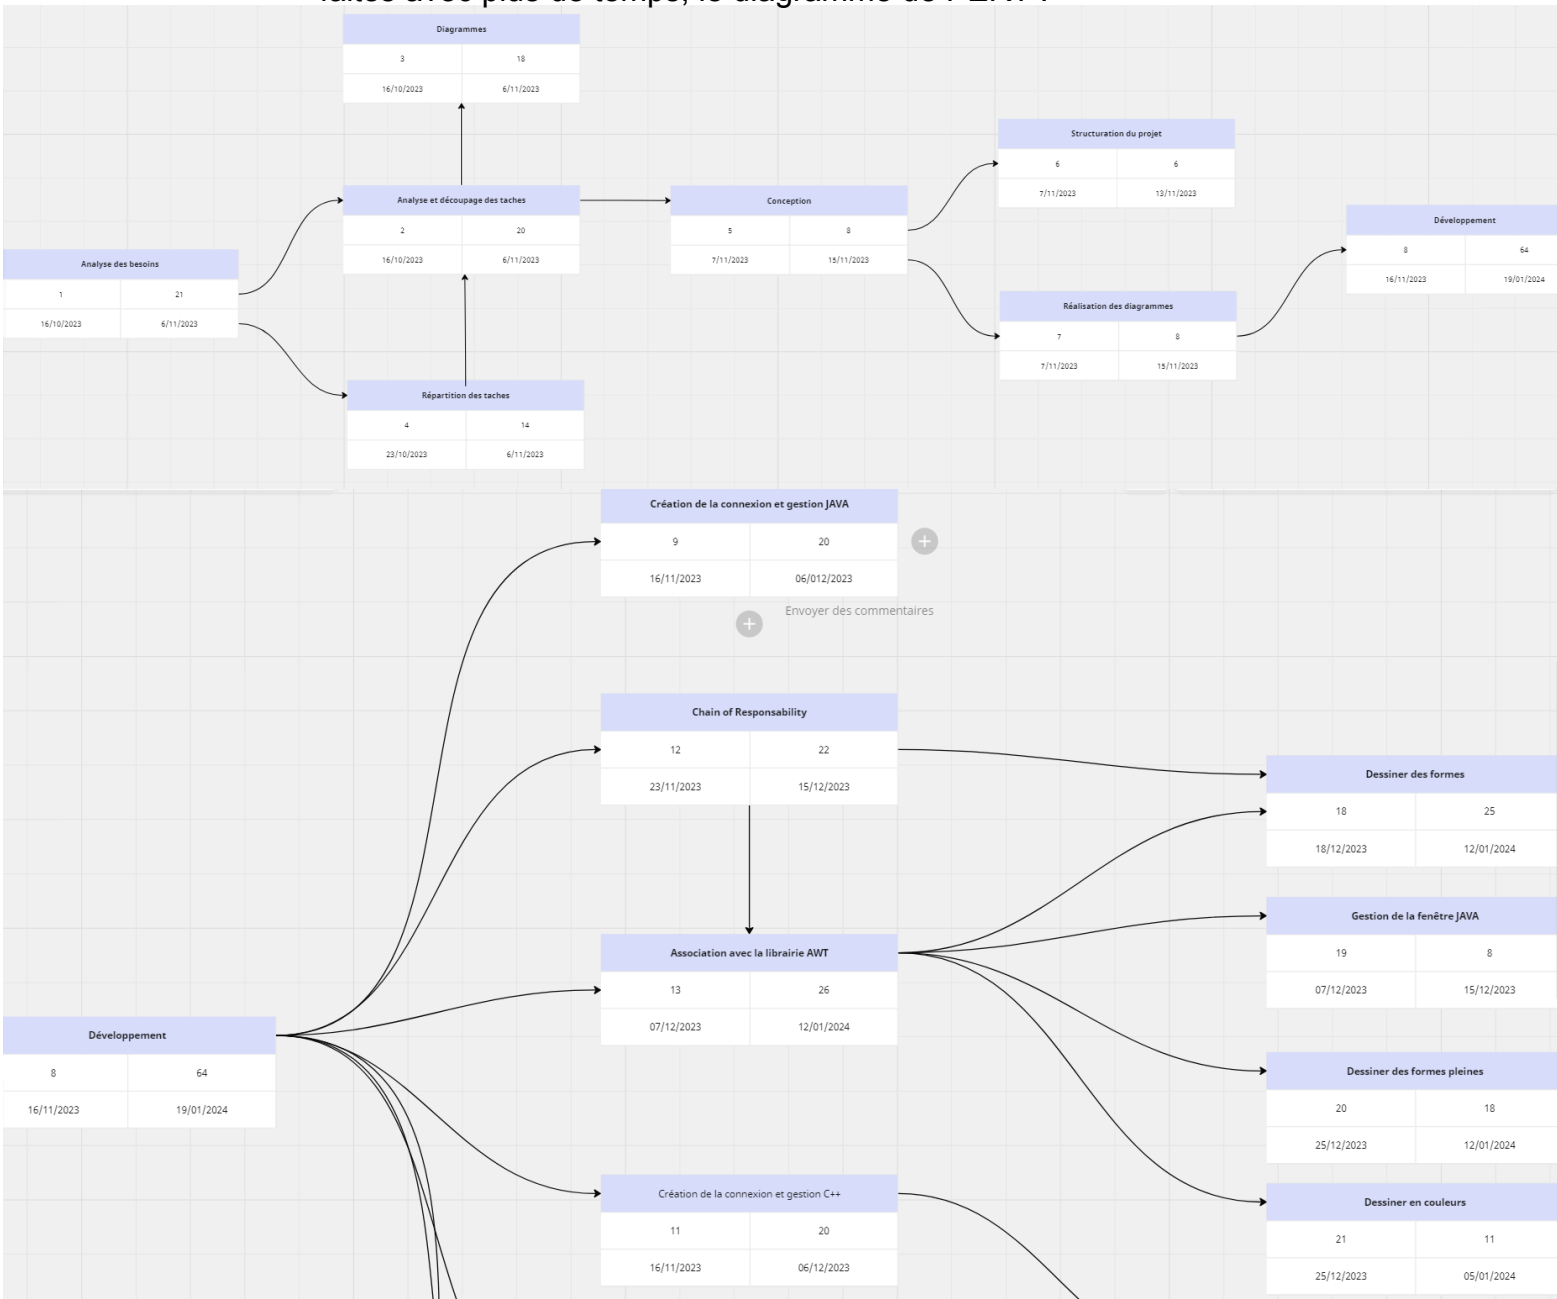 faites avec plus de temps, le diagramme de PERT :
Diagrammes
3 18
16/10/2023 6/11/2023
Structuration du projet
6 6
7/11/2023 13/11/2023
Analyse et découpage des taches
2 20
16/10/2023 6/11/2023
Conception
5 8
7/11/2023 15/11/2023
Développement
8 64
16/11/2023 19/01/2024
Analyse des besoins
1 21
16/10/2023 6/11/2023
Réalisation des diagrammes
7 8
7/11/2023 15/11/2023
Répartition des taches
4 14
23/10/2023 6/11/2023
Création de la connexion et gestion JAVA
9 20
16/11/2023 06/012/2023
Envoyer des commentaires
Chain of Responsability
12 22
23/11/2023 15/12/2023
Dessiner des formes
18 25
18/12/2023 12/01/2024
Gestion de la fenêtre JAVA
19 8
07/12/2023 15/12/2023
Association avec la librairie AWT
13 26
07/12/2023 12/01/2024
Développement
8 64
16/11/2023 19/01/2024
Dessiner des formes pleines
20 18
25/12/2023 12/01/2024
Création de la connexion et gestion C++
11 20
16/11/2023 06/12/2023
Dessiner en couleurs
21 11
25/12/2023 05/01/2024